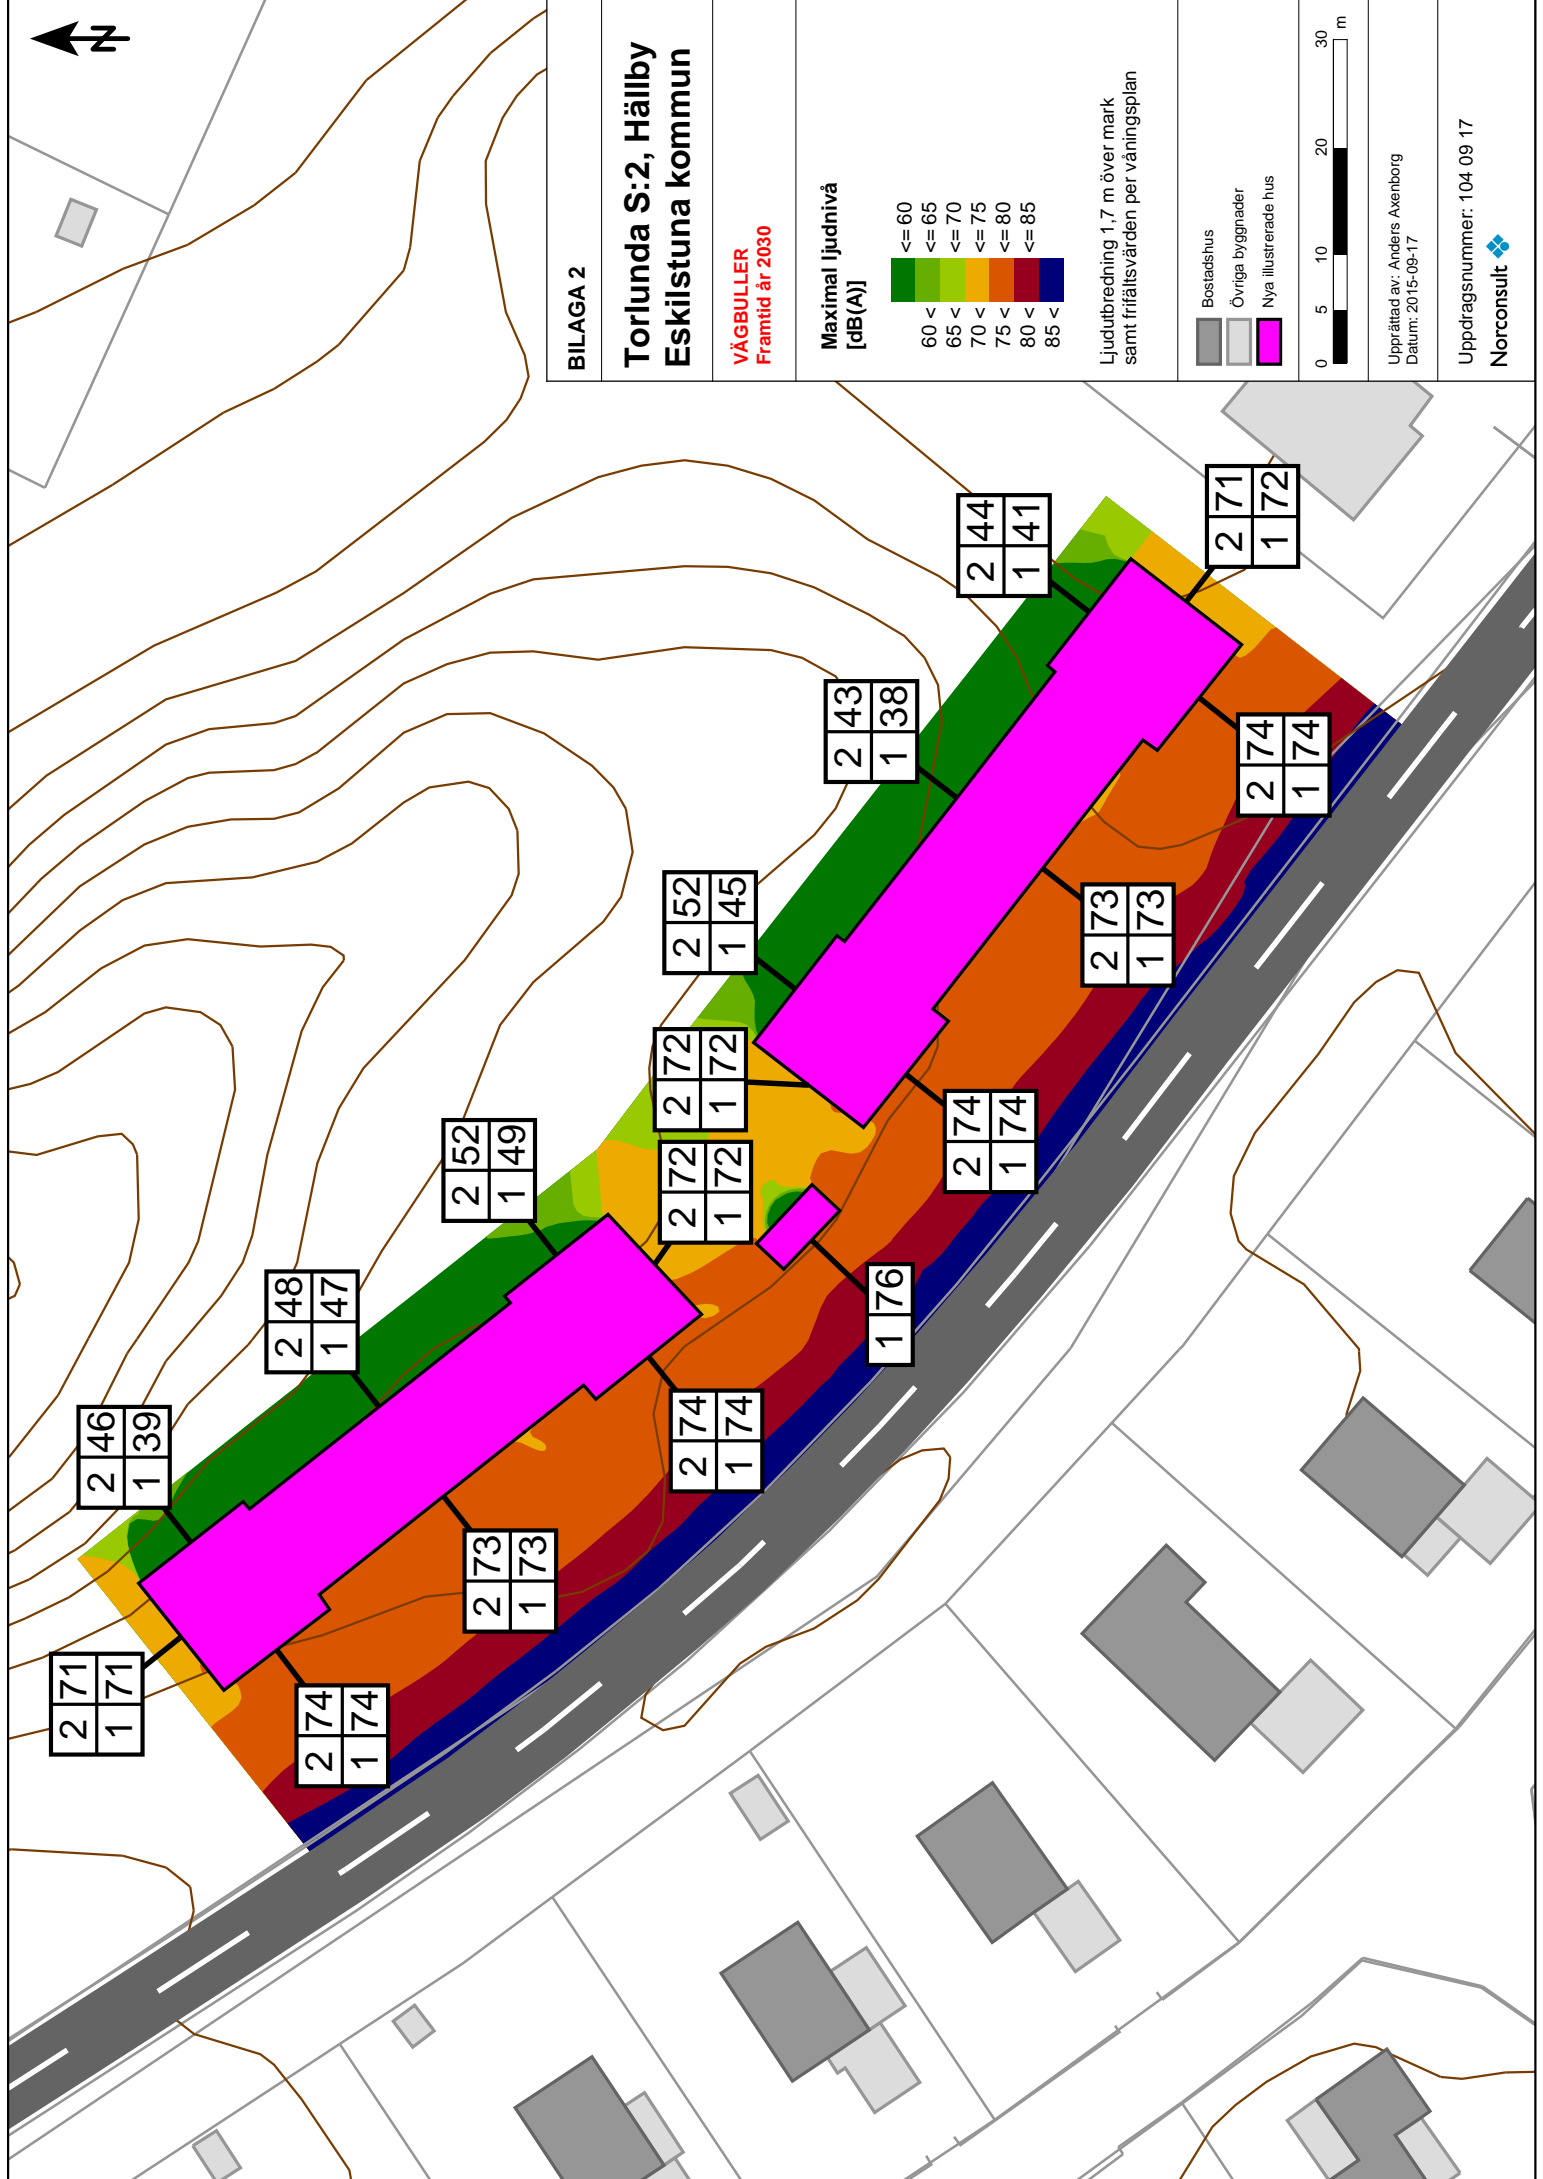 N
BILAGA 2
Torlunda S:2, Hällby
Eskilstuna kommun
VÄGBULLER
Framtid år 2030
Maximal ljudnivå
[dB(A)]
<= 60
60 < <= 65
65 < <= 70
70 < <= 75
75 < <= 80
80 < <= 85
85 <
Ljudutbredning 1,7 m över mark
samt frifältsvärden per våningsplan
Bostadshus
Övriga byggnader
Nya illustrerade hus
0 5 10 20 30
m
Upprättad av: Anders Axenborg
Datum: 2015-09-17
Uppdragsnummer: 104 09 17
Norconsult
2 71
1 71
2 46
1 39
2 48
1 47
2 52
1 49
2 72
1 72
2 72
1 72
2 52
1 45
2 43
1 38
2 44
1 41
2 71
1 72
2 74
1 74
2 73
1 73
2 74
1 74
1 76
2 74
1 74
2 73
1 73
2 74
1 74